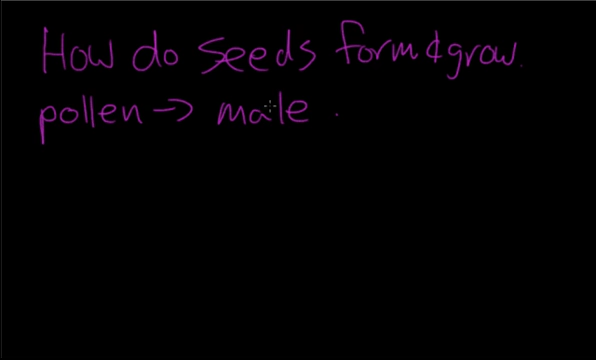 How do seeds form & grow.
pollen → male .